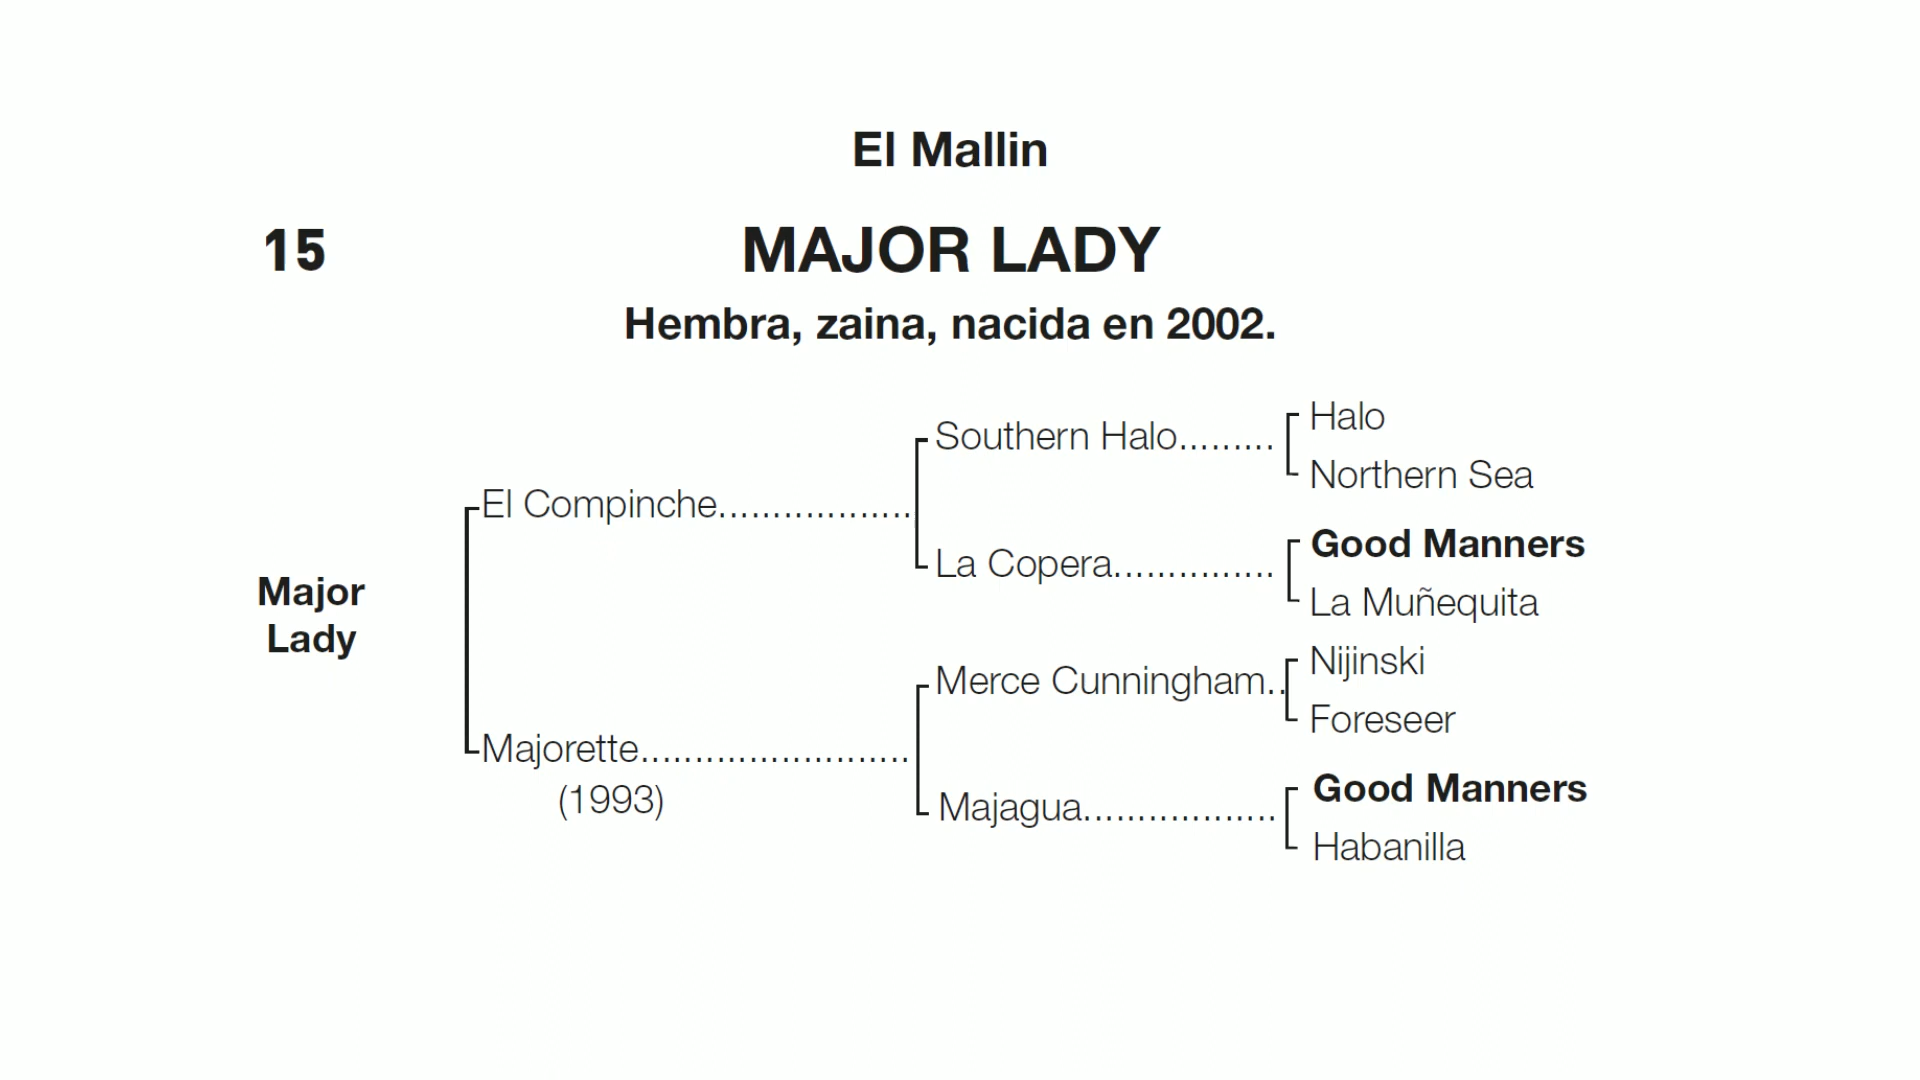 El Mallin
15 MAJOR LADY
Hembra, zaina, nacida en 2002.
Halo
Southern Halo.........
Northern Sea
El Compinche..................
Good Manners
La Copera...............
La Muñequita
Major
Lady
Nijinski
Merce Cunningham..
Foreseer
Majorette.........................
(1993)
Good Manners
Majagua..................
Habanilla